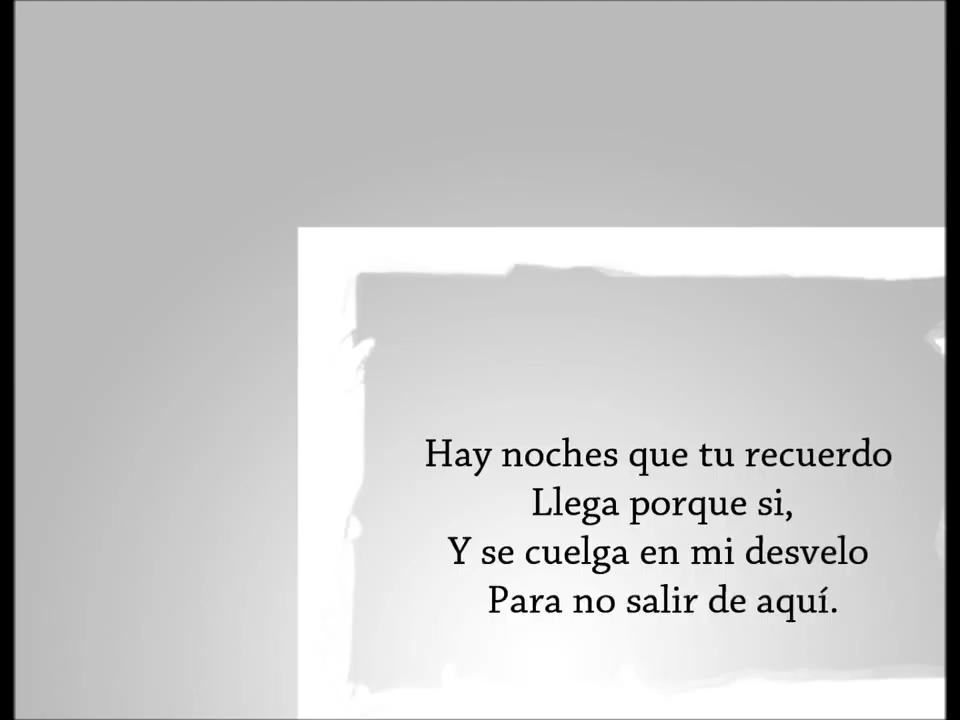 Hay noches que tu recuerdo
Llega porque si,
Y se cuelga en mi desvelo
Para no salir de aquí.